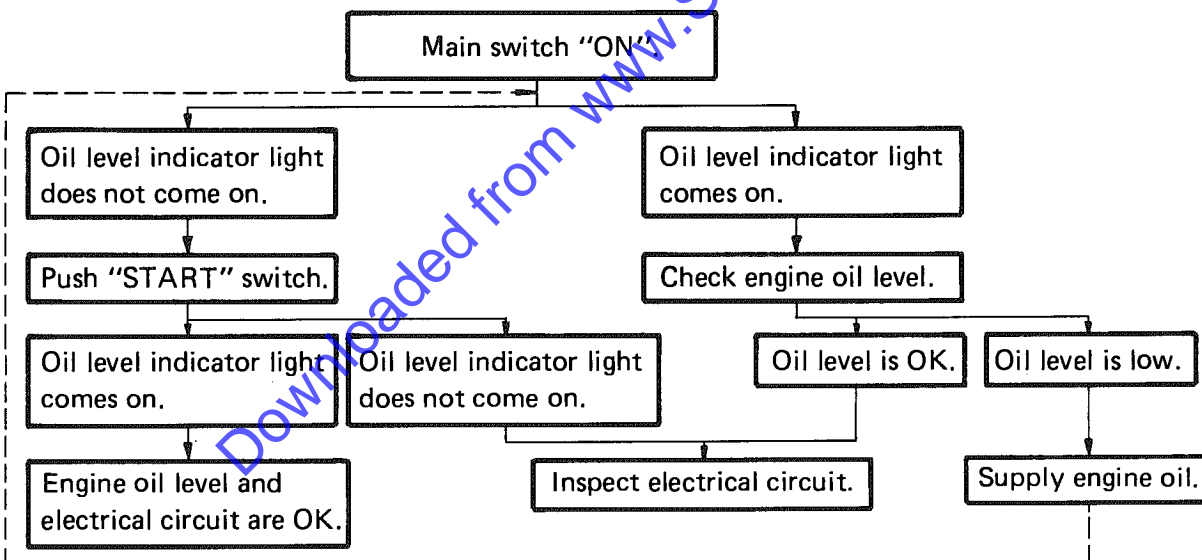 Main switch "ON".
Oil level indicator light
does not come on.
Oil level indicator light
comes on.
Push "START" switch.
Check engine oil level.
Oil level indicator light
comes on.
Oil level indicator light
does not come on.
Oil level is OK.
Oil level is low.
Engine oil level and
electrical circuit are OK.
Inspect electrical circuit.
Supply engine oil.
Downloaded from www.